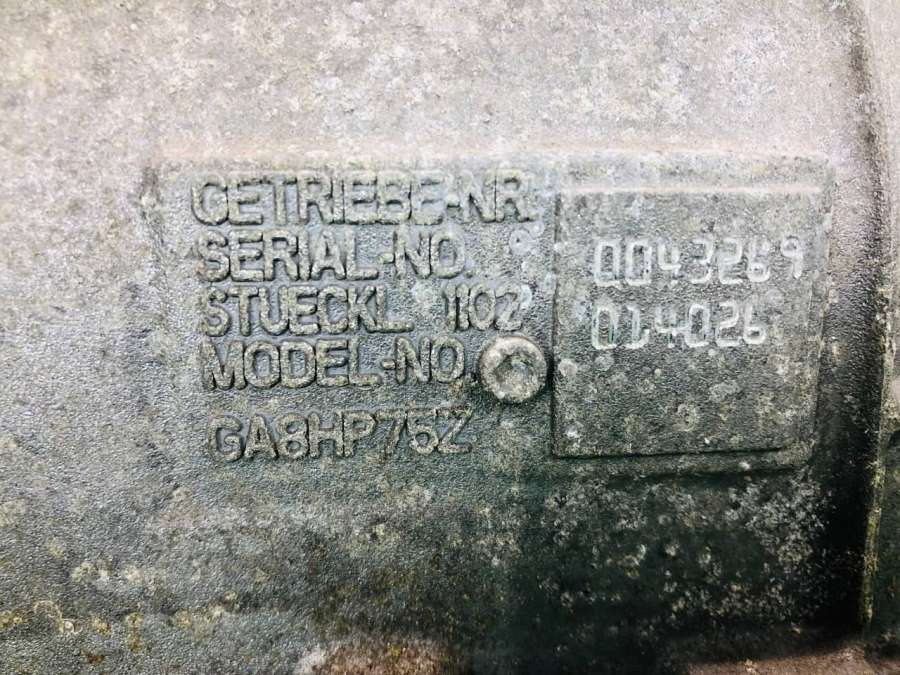 GETRIEBE-NR.
SERIAL-NO.
0043269
STUECKL 1102
014026
MODEL-NO.
GA8HP75Z